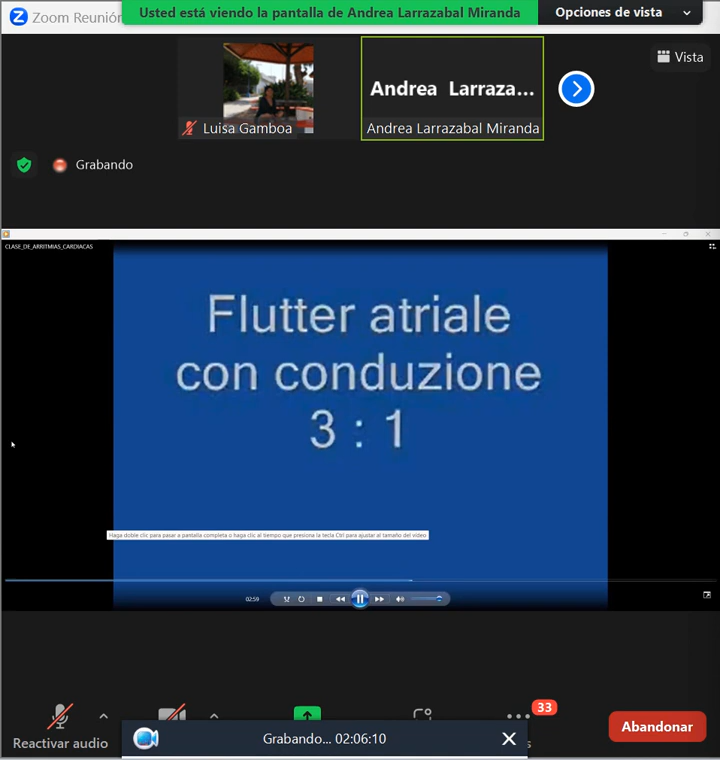 Zoom Reunión
Usted está viendo la pantalla de Andrea Larrazabal Miranda
Opciones de vista
Andrea Larraza...
Vista
Luisa Gamboa
Andrea Larrazabal Miranda
Grabando
CLASE_DE_ARRITMIAS_CARDIACAS
Flutter atriale
con conduzione
3 : 1
Haga doble clic para pasar a pantalla completa o haga clic al tiempo que presiona la tecla Ctrl para ajustar al tamaño del vídeo
02:59
33
Reactivar audio
Grabando... 02:06:10
Abandonar